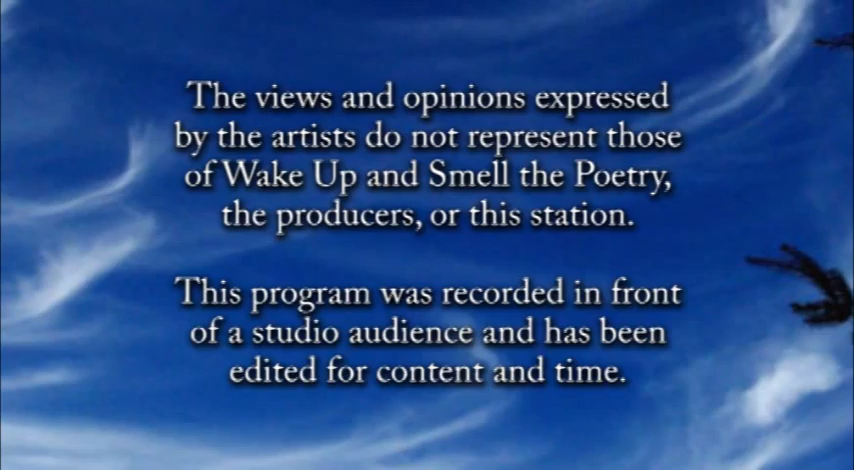 The views and opinions expressed
by the artists do not represent those
of Wake Up and Smell the Poetry,
the producers, or this station.
This program was recorded in front
of a studio audience and has been
edited for content and time.